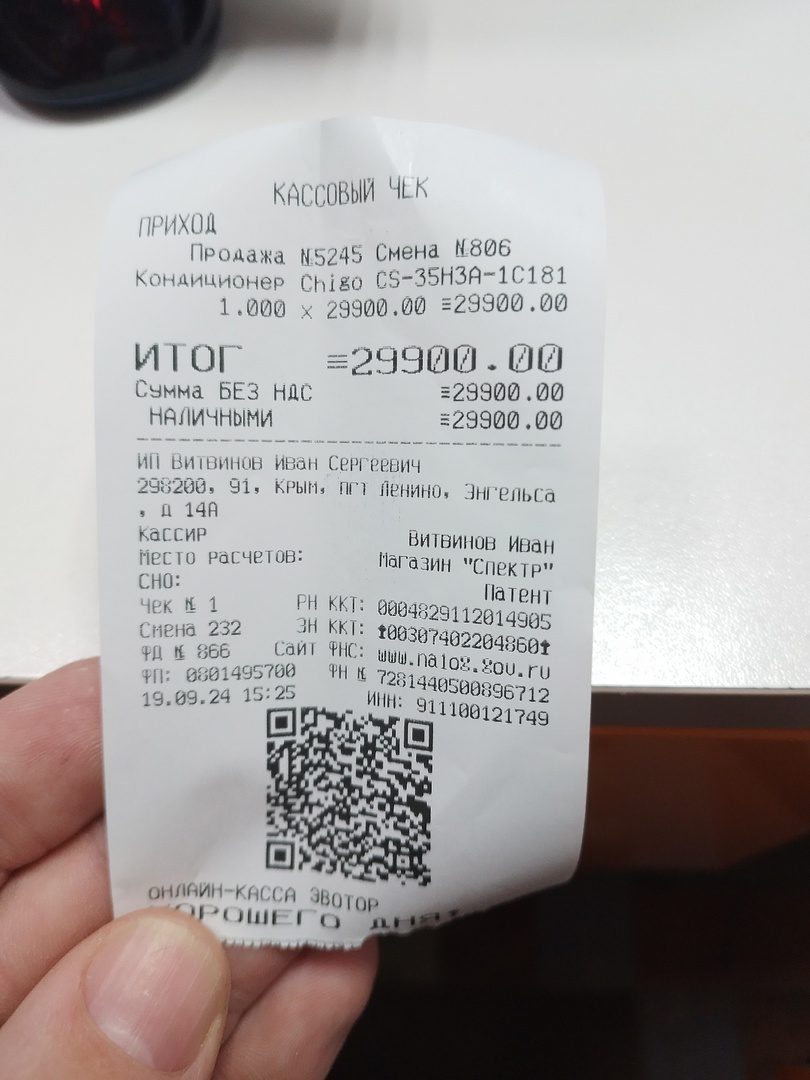 КАССОВЫЙ ЧЕК
ПРИХОД
Продажа №5245 Смена №806
Кондиционер Chigo CS-35H3A-1C181
1.000 x 29900.00 ≡29900.00
ИТОГ ≡29900.00
Сумма БЕЗ НДС ≡29900.00
НАЛИЧНЫМИ ≡29900.00
ИП Витвинов Иван Сергеевич
298200, 91, Крым, пгт Ленино, Энгельса
, д 14А
Кассир Витвинов Иван
Место расчетов: Магазин "Спектр"
СНО: Патент
Чек № 1 РН ККТ: 0004829112014905
Смена 232 ЗН ККТ: ↑00307402204860↑
ФД № 866 Сайт ФНС: www.nalog.gov.ru
ФП: 0801495700 ФН № 7281440500896712
19.09.24 15:25 ИНН: 911100121749
ОНЛАЙН-КАССА ЭВОТОР
ХОРОШЕГО ДНЯ!